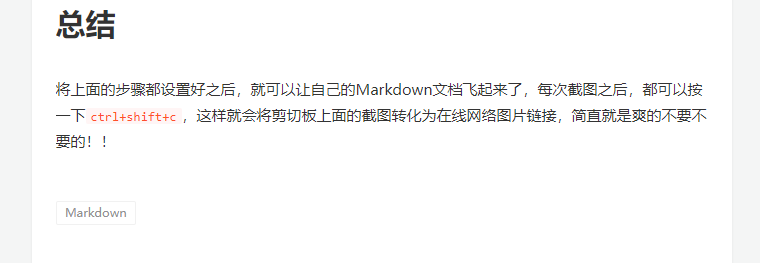 总结
将上面的步骤都设置好之后，就可以让自己的Markdown文档飞起来了，每次截图之后，都可以按
一下 ctrl+shift+c ，这样就会将剪切板上面的截图转化为在线网络图片链接，简直就是爽的不要不
要的！！
Markdown